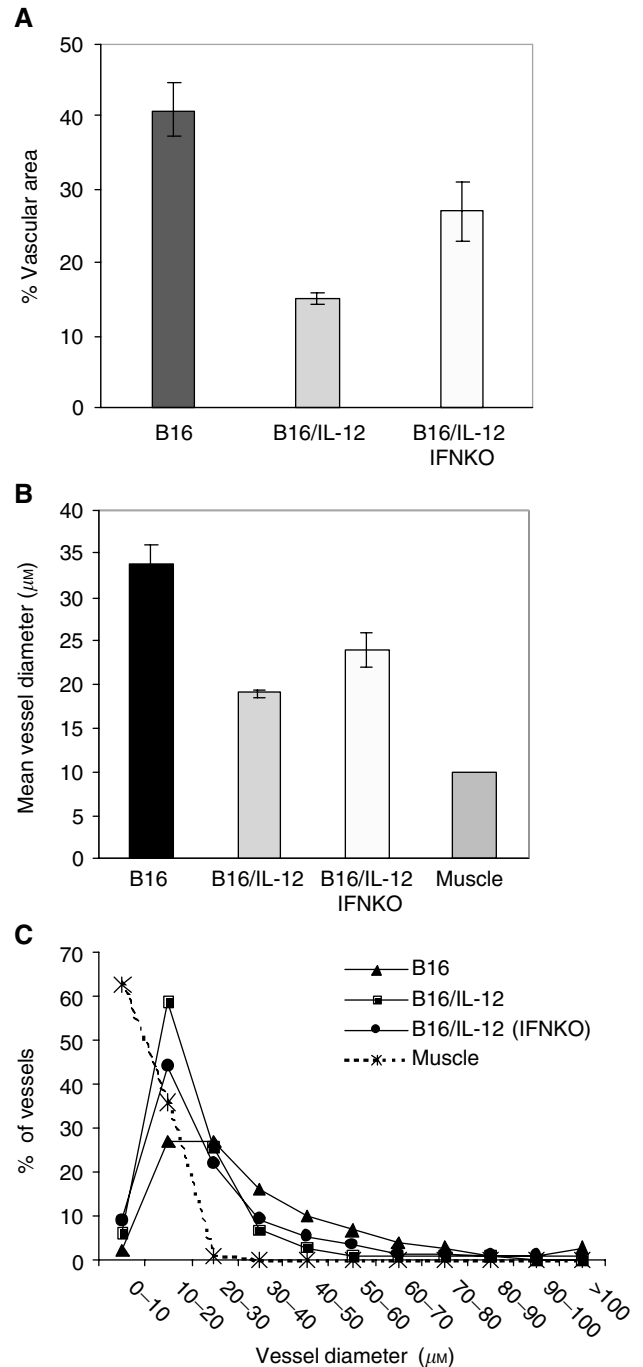 A
50
40
30
20
10
0
% Vascular area
B16
B16/IL-12
B16/IL-12
IFNKO
B
40
35
30
25
20
15
10
5
0
Mean vessel diameter (μM)
B16
B16/IL-12
B16/IL-12
IFNKO
Muscle
C
70
60
50
40
30
20
10
0
% of vessels
B16
B16/IL-12
B16/IL-12 (IFNKO)
Muscle
0–10
10–20
20–30
30–40
40–50
50–60
60–70
70–80
80–90
90–100
>100
Vessel diameter (μM)